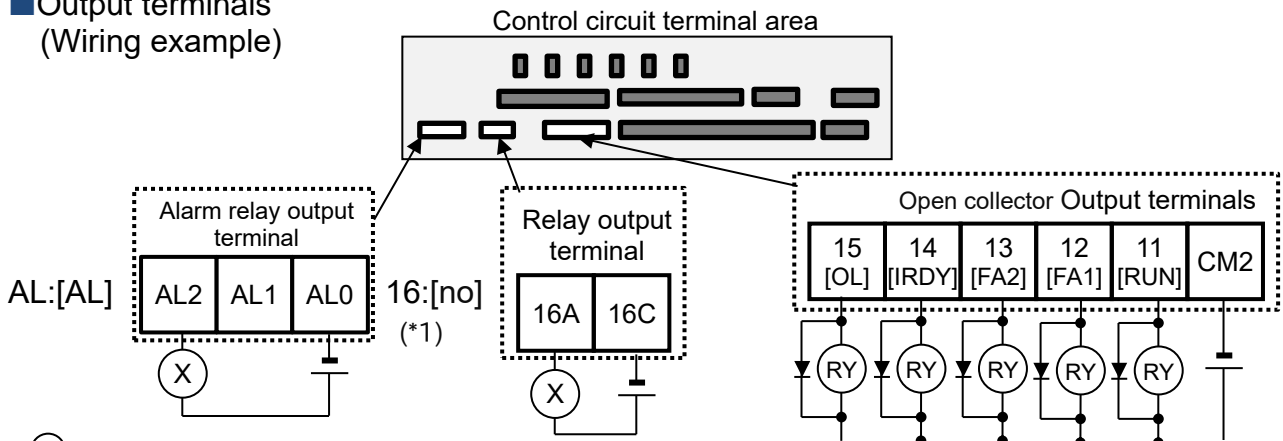 ■Output terminals
(Wiring example)
Control circuit terminal area
Alarm relay output
terminal
AL:[AL]
AL2 AL1 AL0
Relay output
terminal
16:[no]
(*1)
16A 16C
X
X
Open collector Output terminals
15 14 13 12 11 CM2
[OL] [IRDY] [FA2] [FA1] [RUN]
RY RY RY RY RY